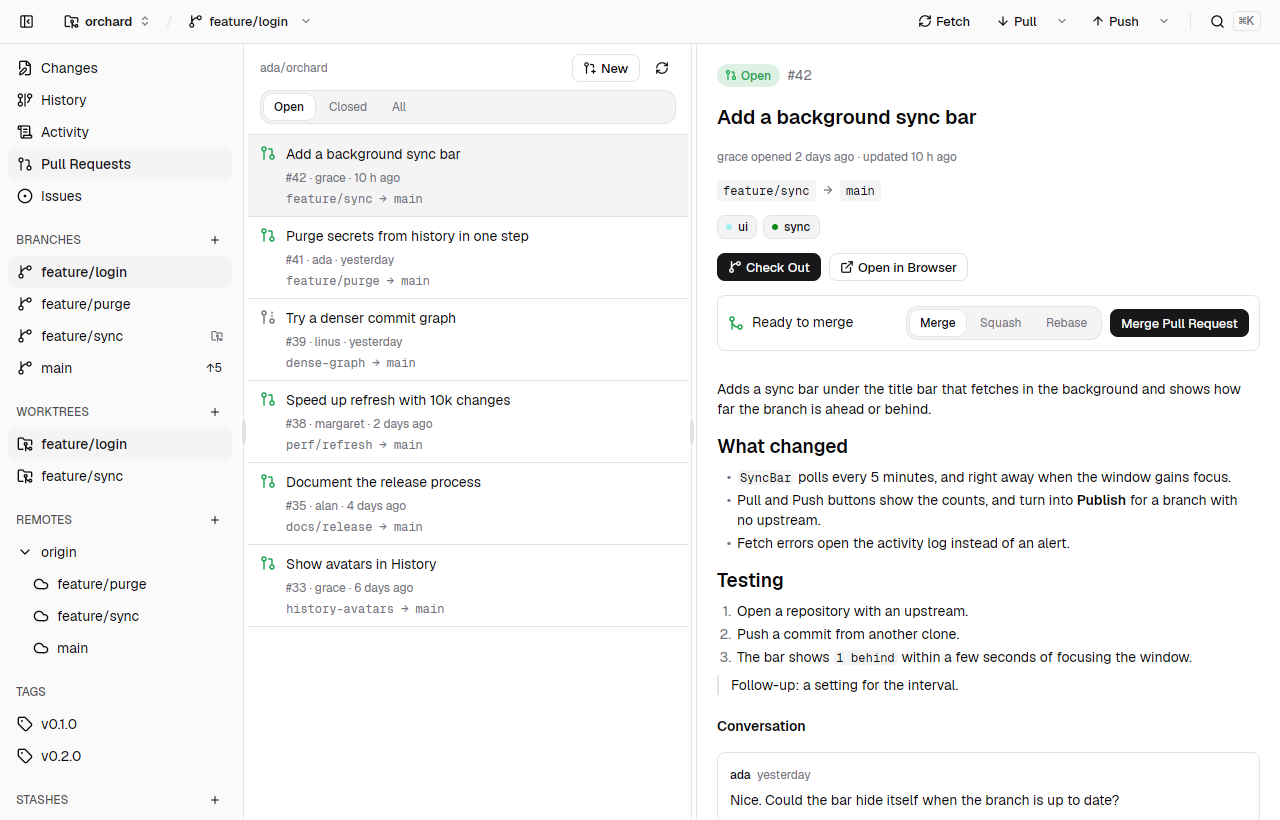 orchard
feature/login
Fetch
Pull
Push
⌘K
Changes
History
Activity
Pull Requests
Issues
BRANCHES
feature/login
feature/purge
feature/sync
main
↑5
WORKTREES
feature/login
feature/sync
REMOTES
origin
feature/purge
feature/sync
main
TAGS
v0.1.0
v0.2.0
STASHES
ada/orchard
New
Open
Closed
All
Add a background sync bar
#42 · grace · 10 h ago
feature/sync → main
Purge secrets from history in one step
#41 · ada · yesterday
feature/purge → main
Try a denser commit graph
#39 · linus · yesterday
dense-graph → main
Speed up refresh with 10k changes
#38 · margaret · 2 days ago
perf/refresh → main
Document the release process
#35 · alan · 4 days ago
docs/release → main
Show avatars in History
#33 · grace · 6 days ago
history-avatars → main
Open
#42
Add a background sync bar
grace opened 2 days ago · updated 10 h ago
feature/sync → main
ui
sync
Check Out
Open in Browser
Ready to merge
Merge
Squash
Rebase
Merge Pull Request
Adds a sync bar under the title bar that fetches in the background and shows how
far the branch is ahead or behind.
What changed
• SyncBar polls every 5 minutes, and right away when the window gains focus.
• Pull and Push buttons show the counts, and turn into Publish for a branch with
no upstream.
• Fetch errors open the activity log instead of an alert.
Testing
1. Open a repository with an upstream.
2. Push a commit from another clone.
3. The bar shows 1 behind within a few seconds of focusing the window.
Follow-up: a setting for the interval.
Conversation
ada yesterday
Nice. Could the bar hide itself when the branch is up to date?